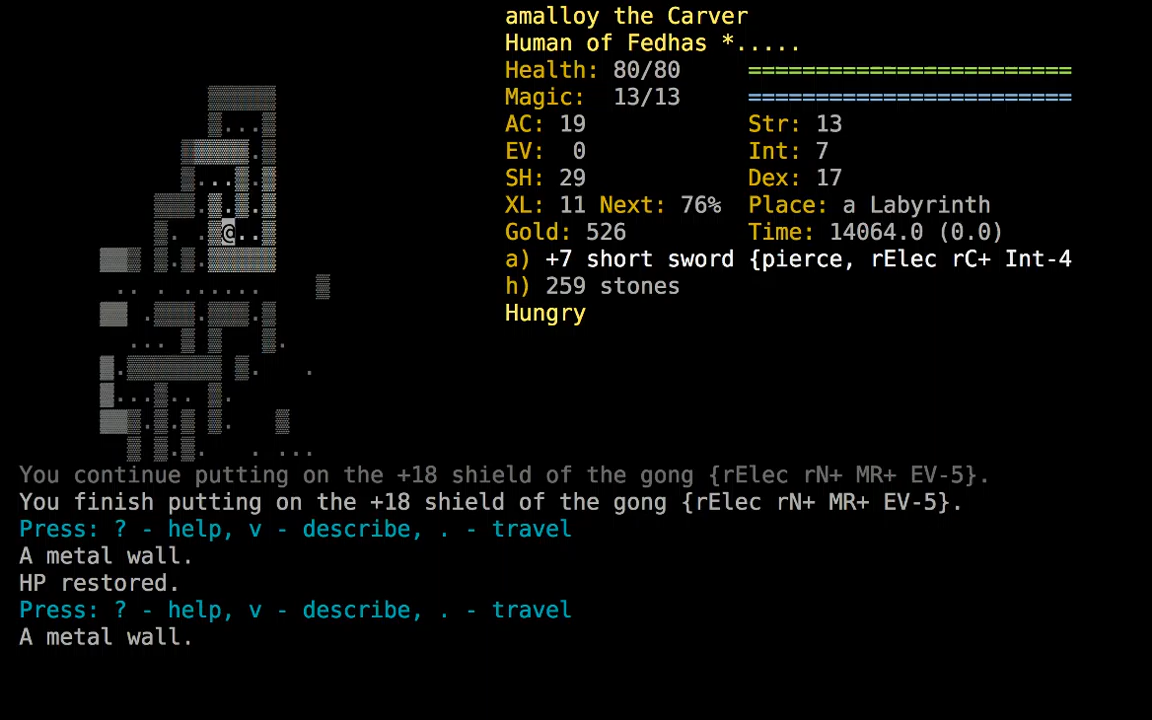 amalloy the Carver
Human of Fedhas *.....
Health: 80/80 ========================
Magic:  13/13 ========================
AC: 19 Str: 13
EV:  0 Int: 7
SH: 29 Dex: 17
XL: 11 Next: 76% Place: a Labyrinth
Gold: 526 Time: 14064.0 (0.0)
a) +7 short sword {pierce, rElec rC+ Int-4
h) 259 stones
Hungry
@
You continue putting on the +18 shield of the gong {rElec rN+ MR+ EV-5}.
You finish putting on the +18 shield of the gong {rElec rN+ MR+ EV-5}.
Press: ? - help, v - describe, . - travel
A metal wall.
HP restored.
Press: ? - help, v - describe, . - travel
A metal wall.